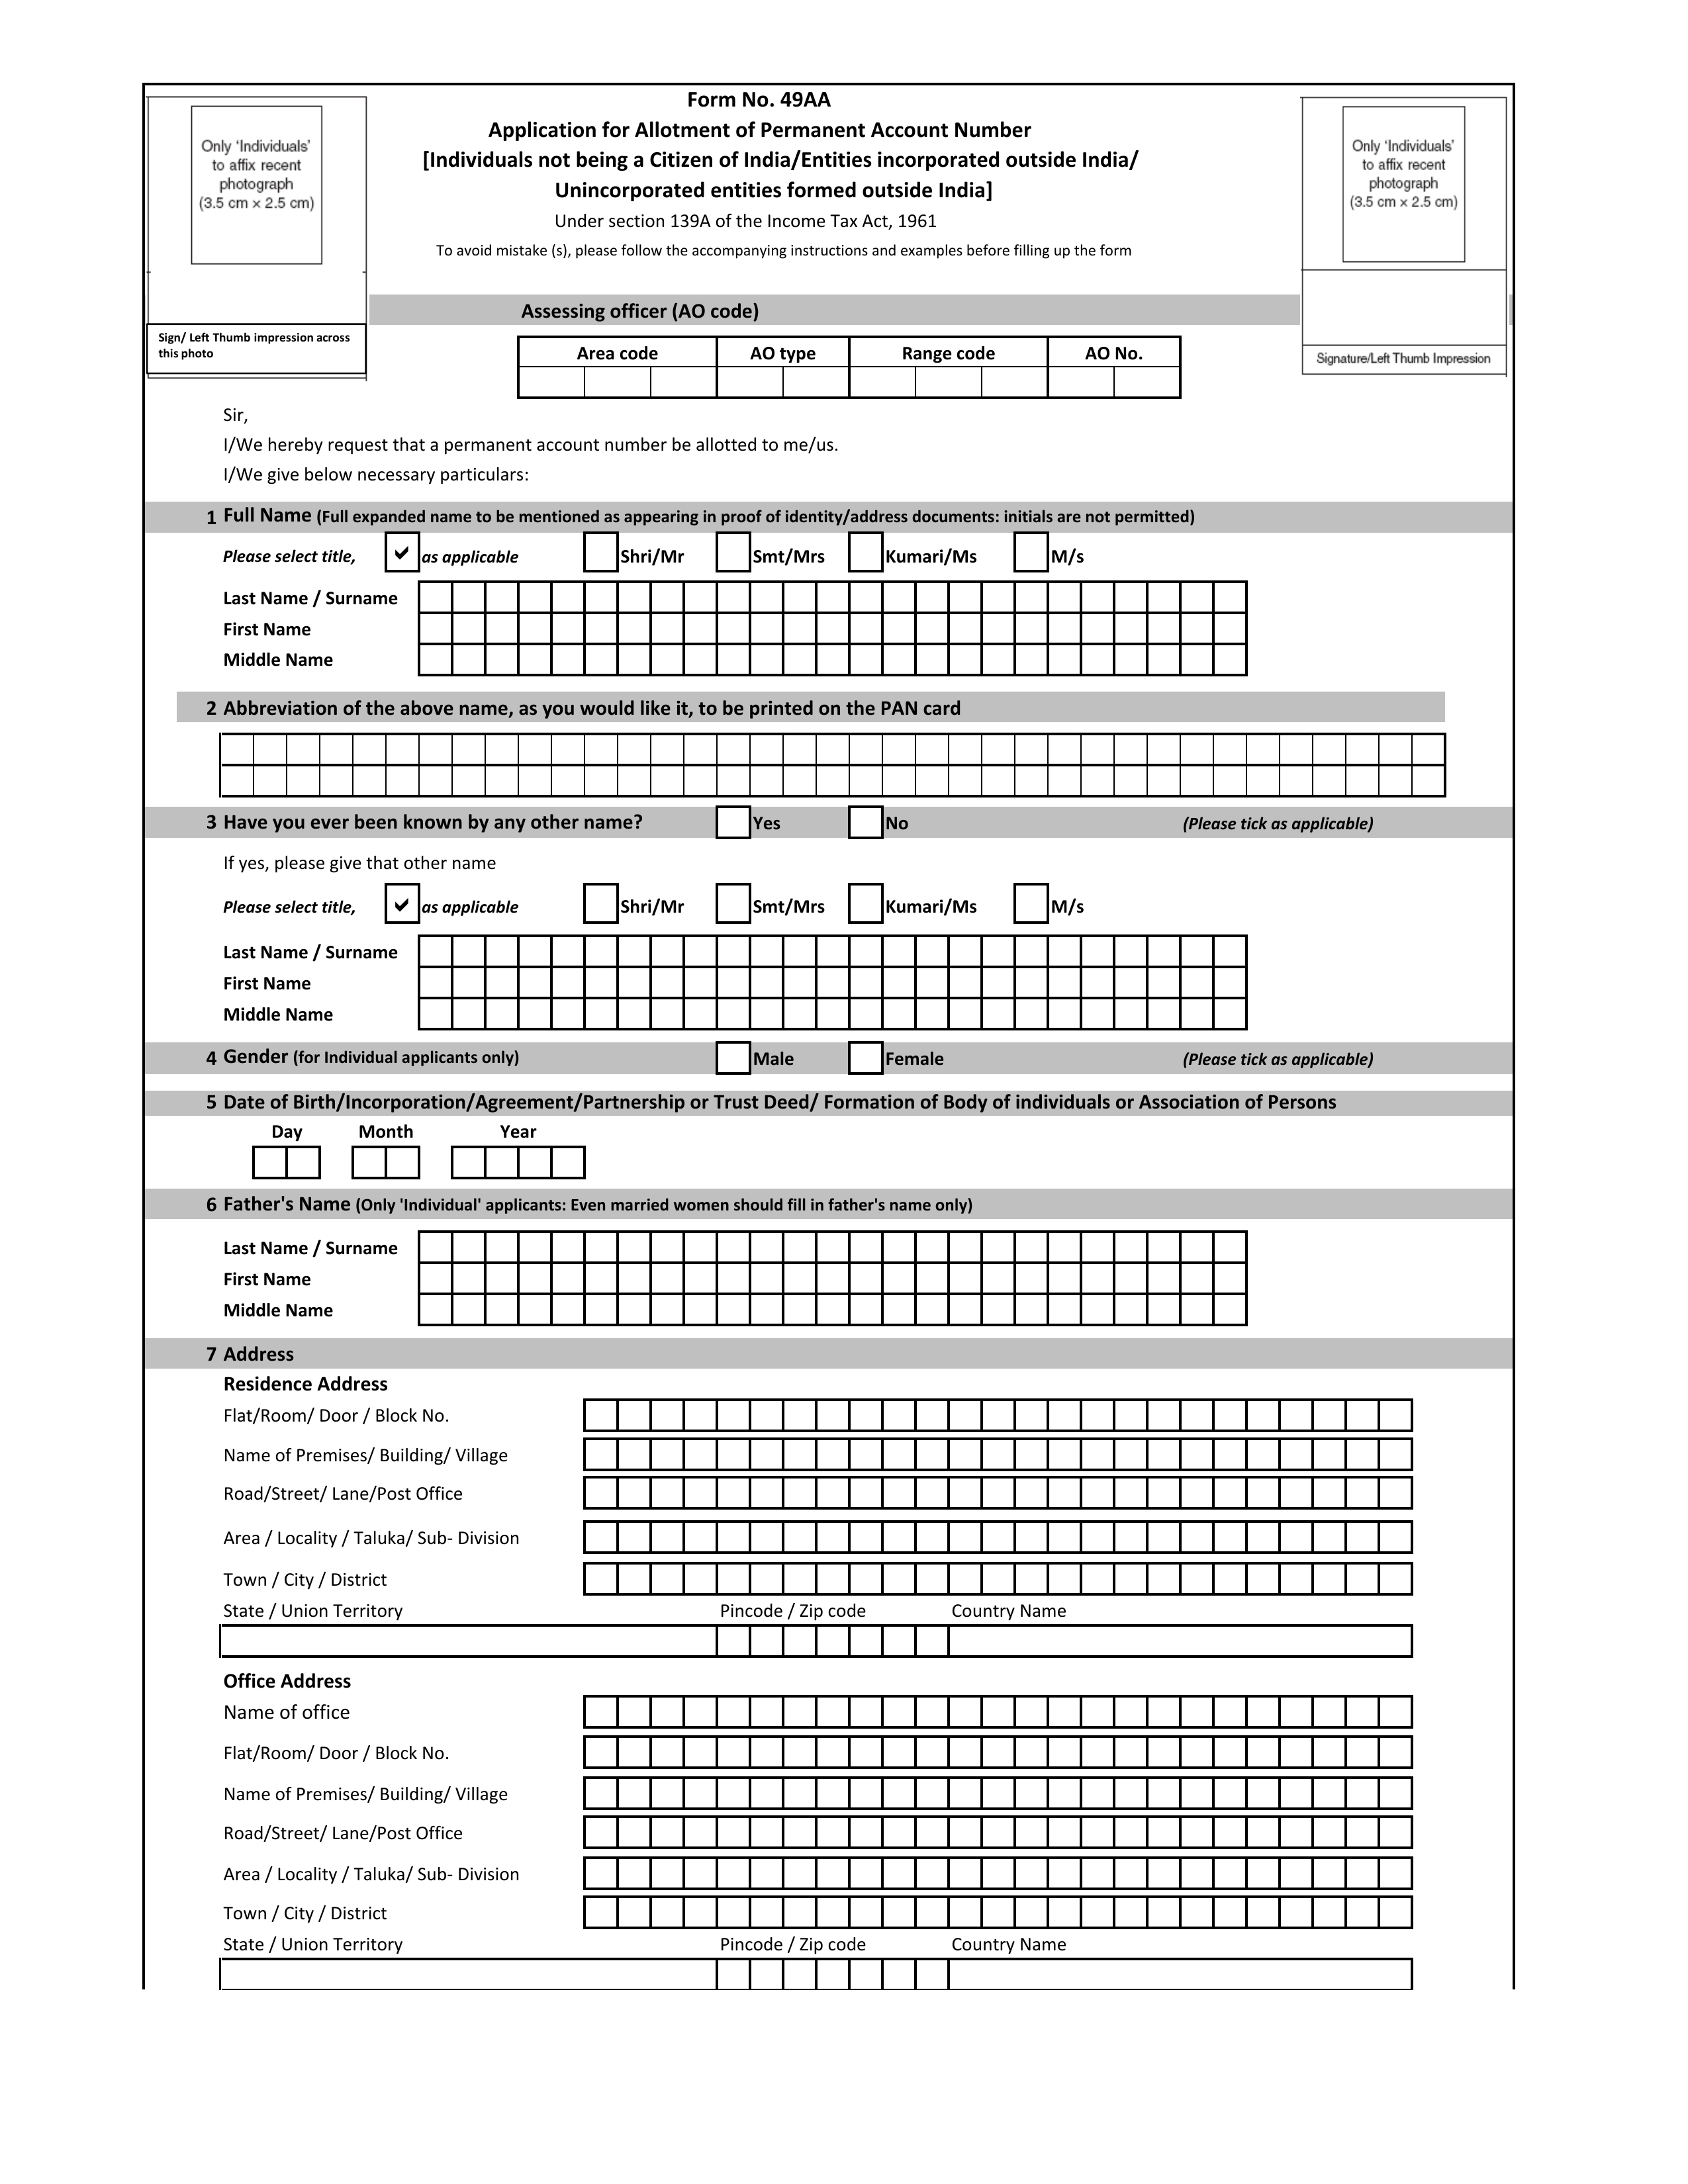 Form No. 49AA
Application for Allotment of Permanent Account Number
[Individuals not being a Citizen of India/Entities incorporated outside India/
Unincorporated entities formed outside India]
Under section 139A of the Income Tax Act, 1961
To avoid mistake (s), please follow the accompanying instructions and examples before filling up the form
Only ‘Individuals’
to affix recent
photograph
(3.5 cm × 2.5 cm)
Sign/ Left Thumb impression across
this photo
Only ‘Individuals’
to affix recent
photograph
(3.5 cm × 2.5 cm)
Signature/Left Thumb Impression
Assessing officer (AO code)
Area code AO type Range code AO No.
Sir,
I/We hereby request that a permanent account number be allotted to me/us.
I/We give below necessary particulars:
1 Full Name (Full expanded name to be mentioned as appearing in proof of identity/address documents: initials are not permitted)
Please select title, ✔ as applicable Shri/Mr Smt/Mrs Kumari/Ms M/s
Last Name / Surname
First Name
Middle Name
2 Abbreviation of the above name, as you would like it, to be printed on the PAN card
3 Have you ever been known by any other name? Yes No (Please tick as applicable)
If yes, please give that other name
Please select title, ✔ as applicable Shri/Mr Smt/Mrs Kumari/Ms M/s
Last Name / Surname
First Name
Middle Name
4 Gender (for Individual applicants only) Male Female (Please tick as applicable)
5 Date of Birth/Incorporation/Agreement/Partnership or Trust Deed/ Formation of Body of individuals or Association of Persons
Day Month Year
6 Father's Name (Only 'Individual' applicants: Even married women should fill in father's name only)
Last Name / Surname
First Name
Middle Name
7 Address
Residence Address
Flat/Room/ Door / Block No.
Name of Premises/ Building/ Village
Road/Street/ Lane/Post Office
Area / Locality / Taluka/ Sub- Division
Town / City / District
State / Union Territory Pincode / Zip code Country Name
Office Address
Name of office
Flat/Room/ Door / Block No.
Name of Premises/ Building/ Village
Road/Street/ Lane/Post Office
Area / Locality / Taluka/ Sub- Division
Town / City / District
State / Union Territory Pincode / Zip code Country Name